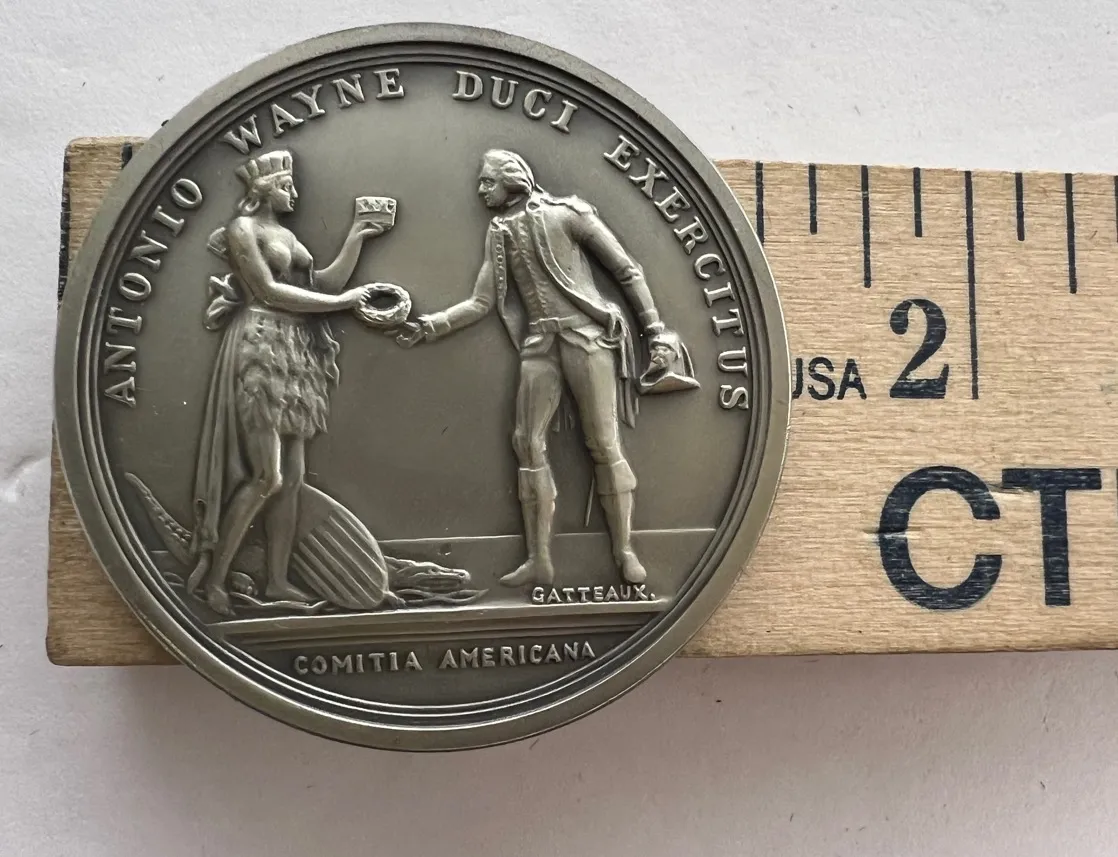 ANTONIO WAYNE DUCI EXERCITUS
GATTEAUX.
COMITIA AMERICANA
USA 2
CT